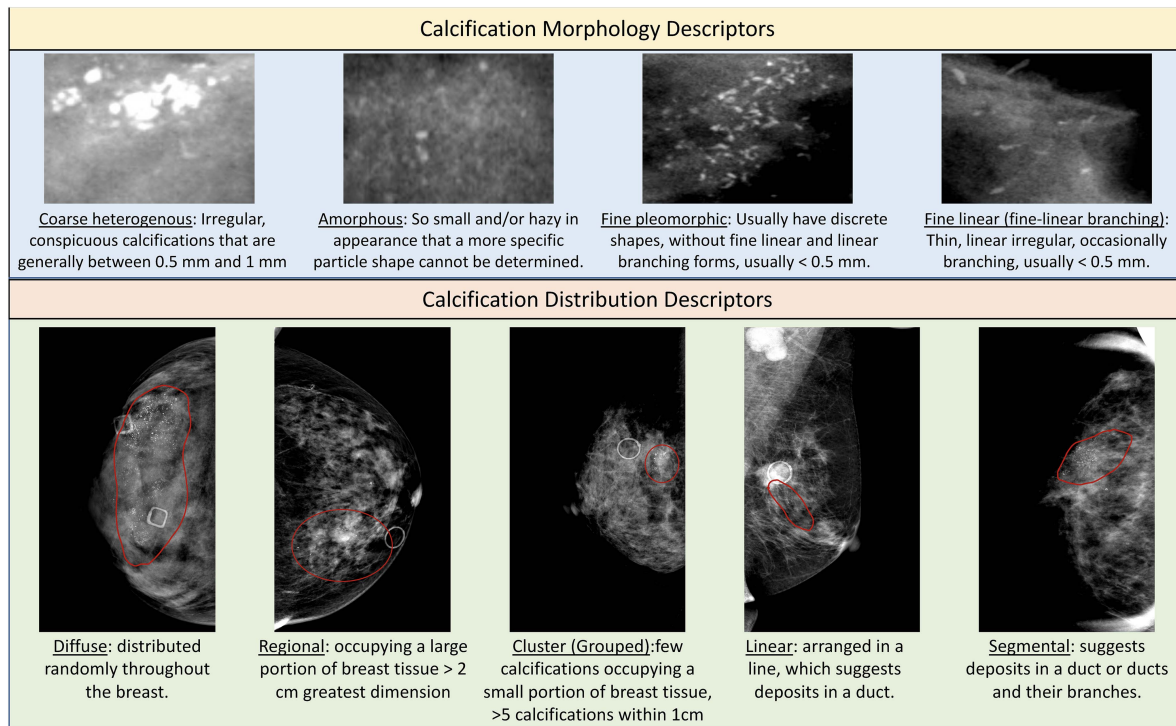 Calcification Morphology Descriptors
Coarse heterogenous: Irregular,
conspicuous calcifications that are
generally between 0.5 mm and 1 mm
Amorphous: So small and/or hazy in
appearance that a more specific
particle shape cannot be determined.
Fine pleomorphic: Usually have discrete
shapes, without fine linear and linear
branching forms, usually < 0.5 mm.
Fine linear (fine-linear branching):
Thin, linear irregular, occasionally
branching, usually < 0.5 mm.
Calcification Distribution Descriptors
Diffuse: distributed
randomly throughout
the breast.
Regional: occupying a large
portion of breast tissue > 2
cm greatest dimension
Cluster (Grouped):few
calcifications occupying a
small portion of breast tissue,
>5 calcifications within 1cm
Linear: arranged in a
line, which suggests
deposits in a duct.
Segmental: suggests
deposits in a duct or ducts
and their branches.